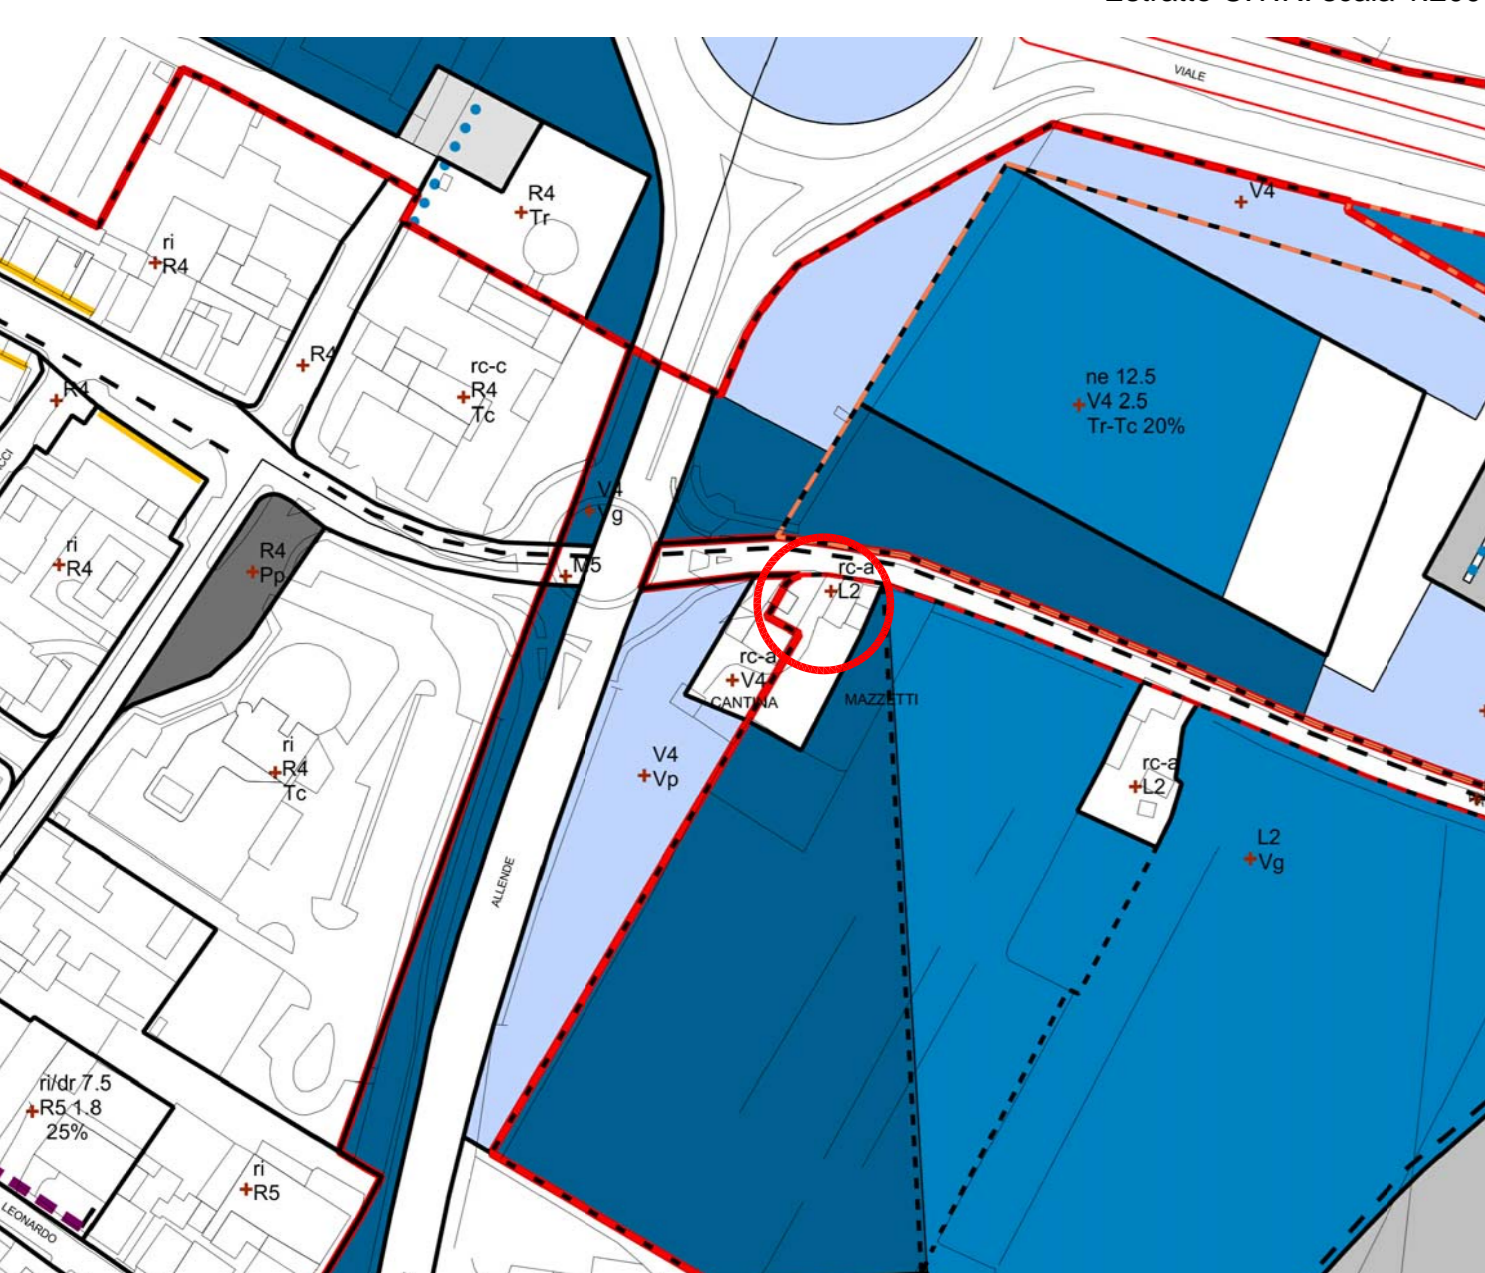 VIALE
V4
R4
Tr
ri
R4
R4
rc-c
R4
Tc
ne 12.5
V4 2.5
Tr-Tc 20%
R4
V4
Vg
ri
R4
R4
Pp
M5
rc-a
L2
rc-a
V4
CANTINA
MAZZETTI
ri
R4
Tc
V4
Vp
rc-a
L2
L2
Vg
ALLENDE
ri/dr 7.5
R5 1.8
25%
ri
R5
LEONARDO